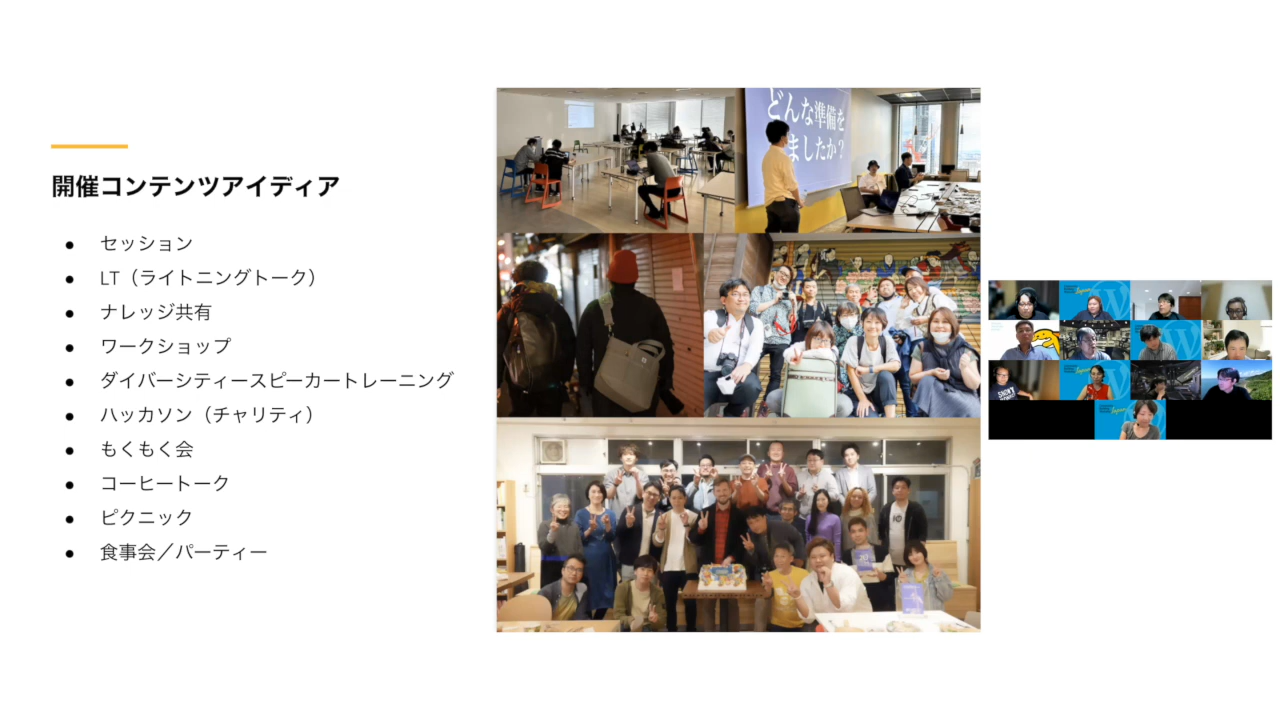 開催コンテンツアイディア
● セッション
● LT（ライトニングトーク）
● ナレッジ共有
● ワークショップ
● ダイバーシティースピーカートレーニング
● ハッカソン（チャリティ）
● もくもく会
● コーヒートーク
● ピクニック
● 食事会／パーティー
どんな準備を
ましたか？